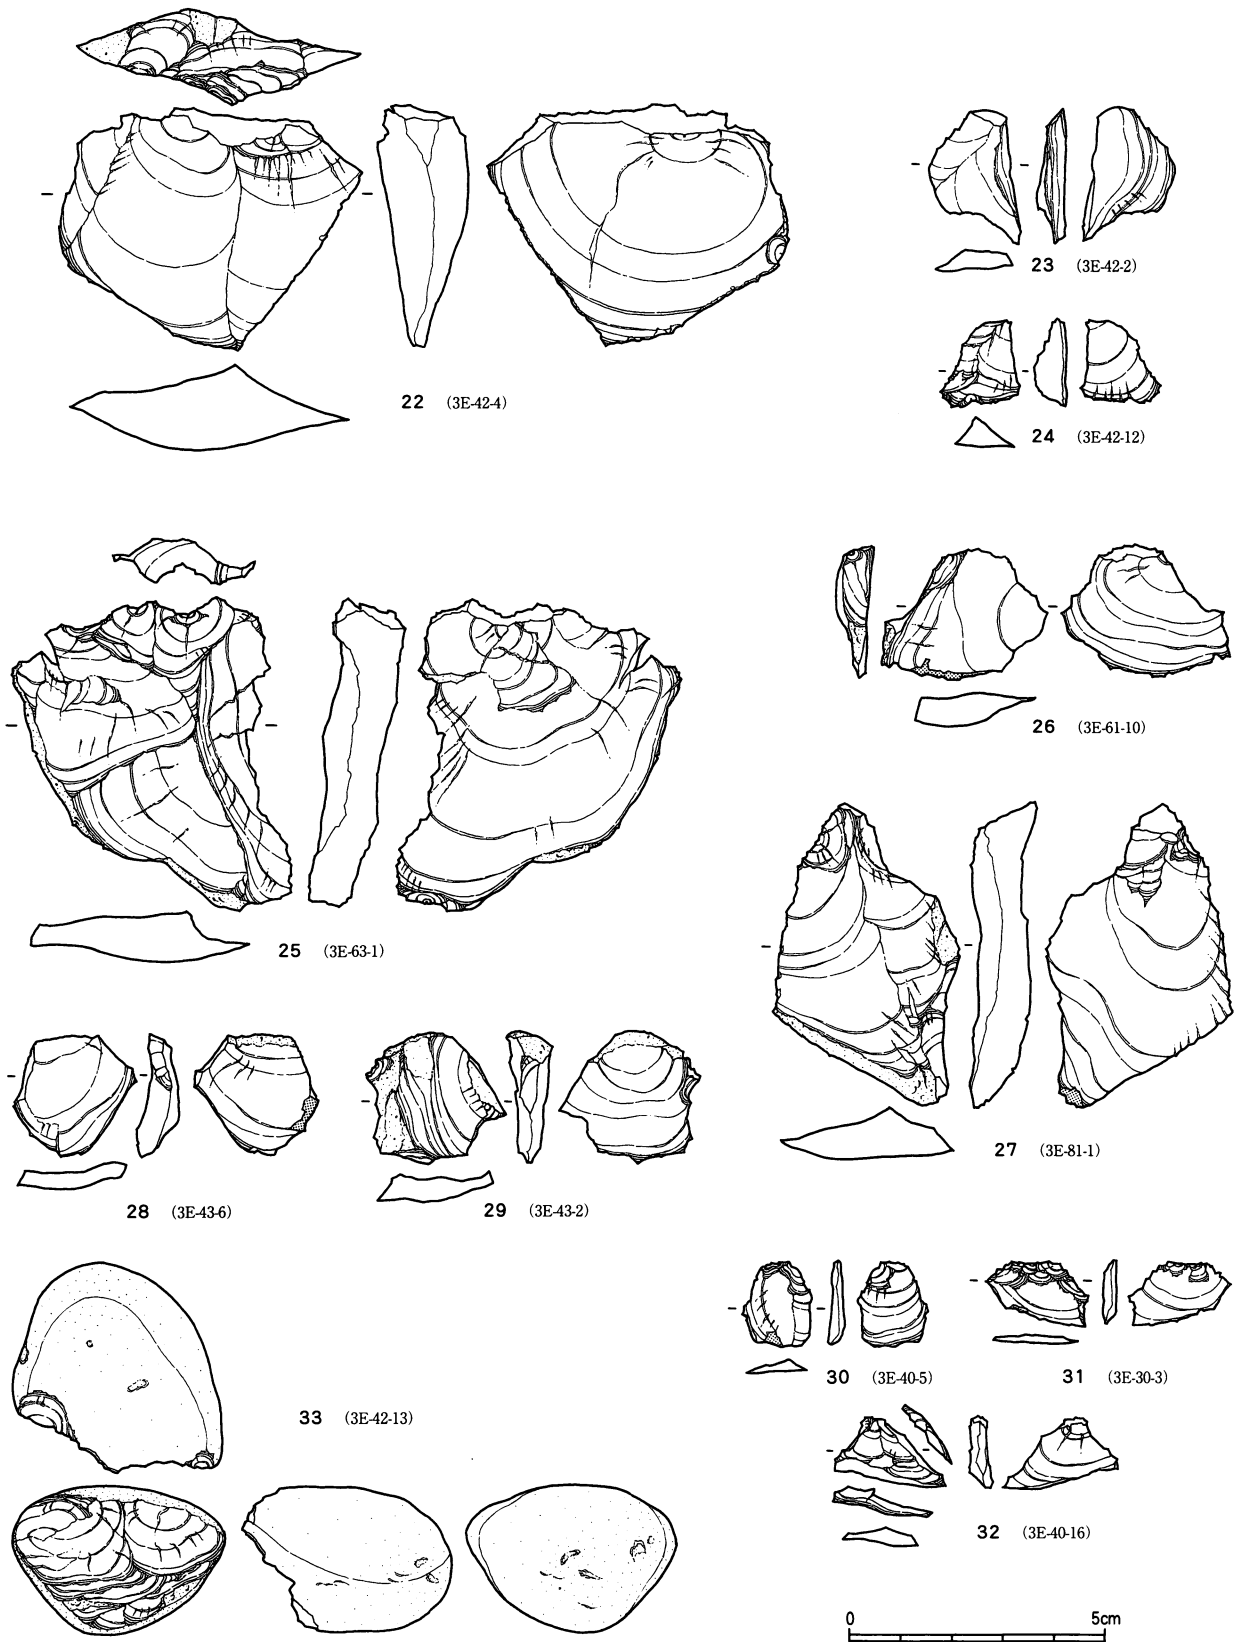 22 (3E-42-4)
23 (3E-42-2)
24 (3E-42-12)
25 (3E-63-1)
26 (3E-61-10)
27 (3E-81-1)
28 (3E-43-6)
29 (3E-43-2)
30 (3E-40-5)
31 (3E-30-3)
33 (3E-42-13)
32 (3E-40-16)
0 5cm